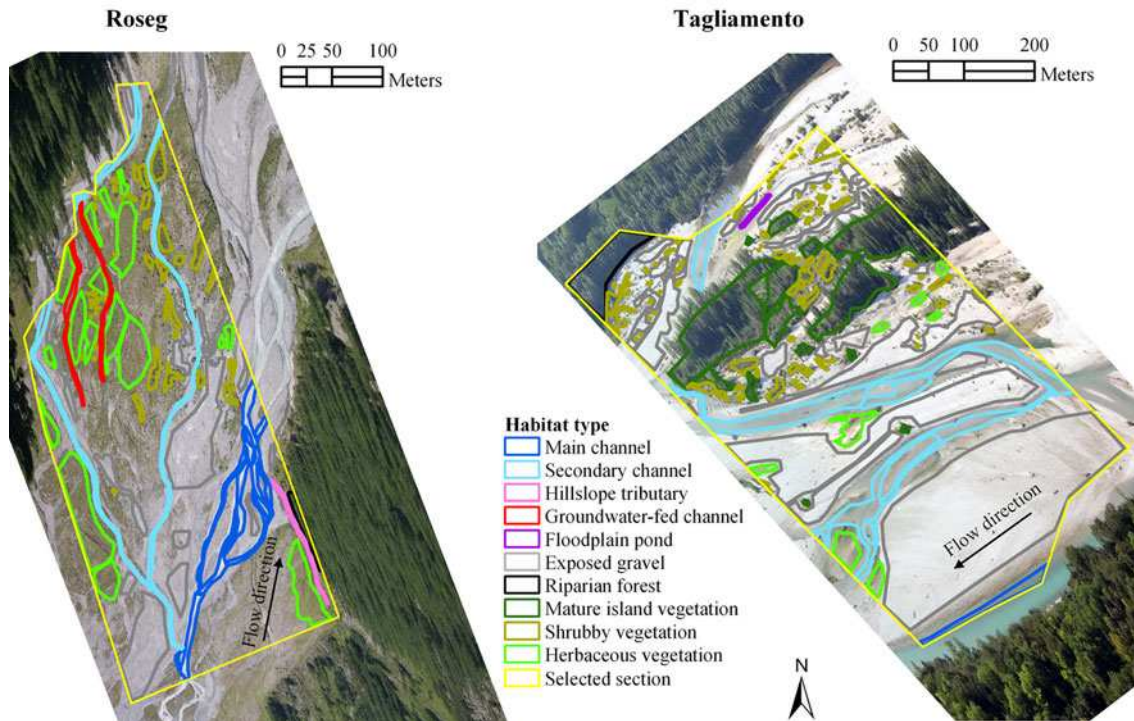 Roseg
0 25 50 100
Meters
Tagliamento
0 50 100 200
Meters
Flow direction
Habitat type
Main channel
Secondary channel
Hillslope tributary
Groundwater-fed channel
Floodplain pond
Exposed gravel
Riparian forest
Mature island vegetation
Shrubby vegetation
Herbaceous vegetation
Selected section
Flow direction
N